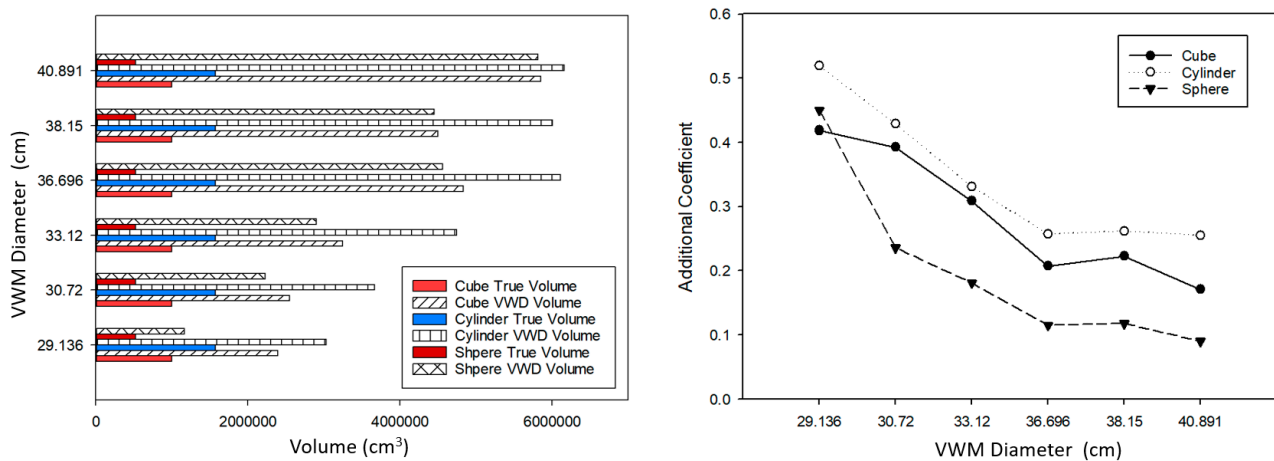 40.891
38.15
36.696
33.12
30.72
29.136
VWM Diameter (cm)
Cube True Volume
Cube VWD Volume
Cylinder True Volume
Cylinder VWD Volume
Shpere True Volume
Shpere VWD Volume
0
2000000
4000000
6000000
Volume (cm³)
0.6
0.5
0.4
0.3
0.2
0.1
0.0
Additional Coefficient
Cube
Cylinder
Sphere
29.136
30.72
33.12
36.696
38.15
40.891
VWM Diameter (cm)